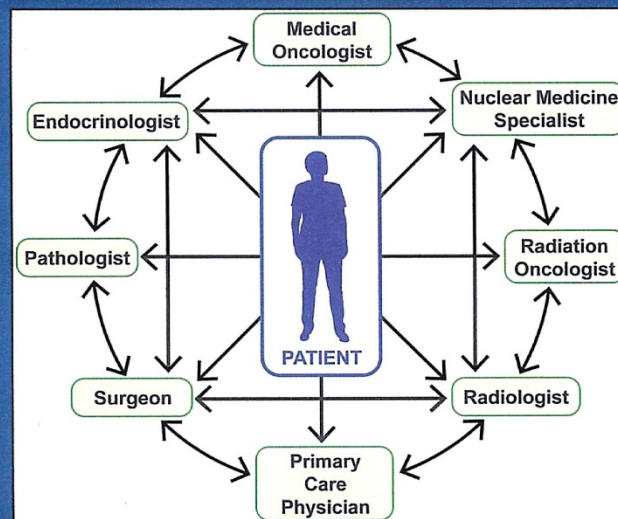 Medical
Oncologist
Endocrinologist
Nuclear Medicine
Specialist
Pathologist
Radiation
Oncologist
PATIENT
Surgeon
Radiologist
Primary
Care
Physician